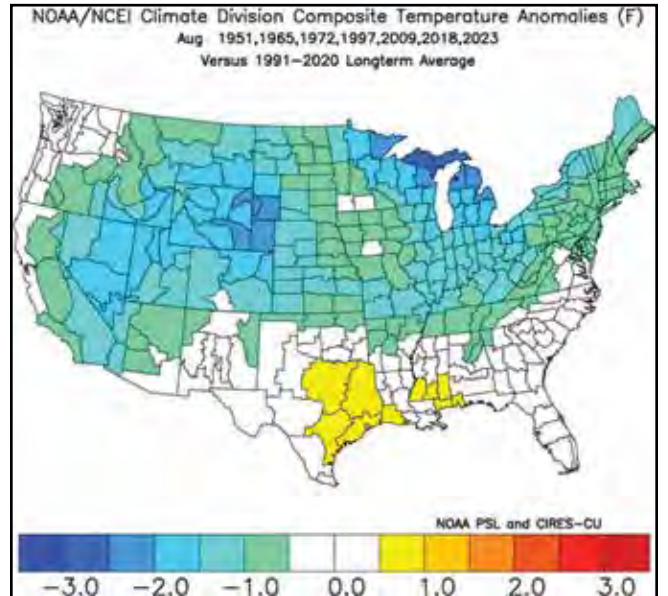 NOAA/NCEI Climate Division Composite Temperature Anomalies (F)
Aug 1951,1965,1972,1997,2009,2018,2023
Versus 1991-2020 Longterm Average
NOAA PSL and CIRES-CU
-3.0 -2.0 -1.0 0.0 1.0 2.0 3.0